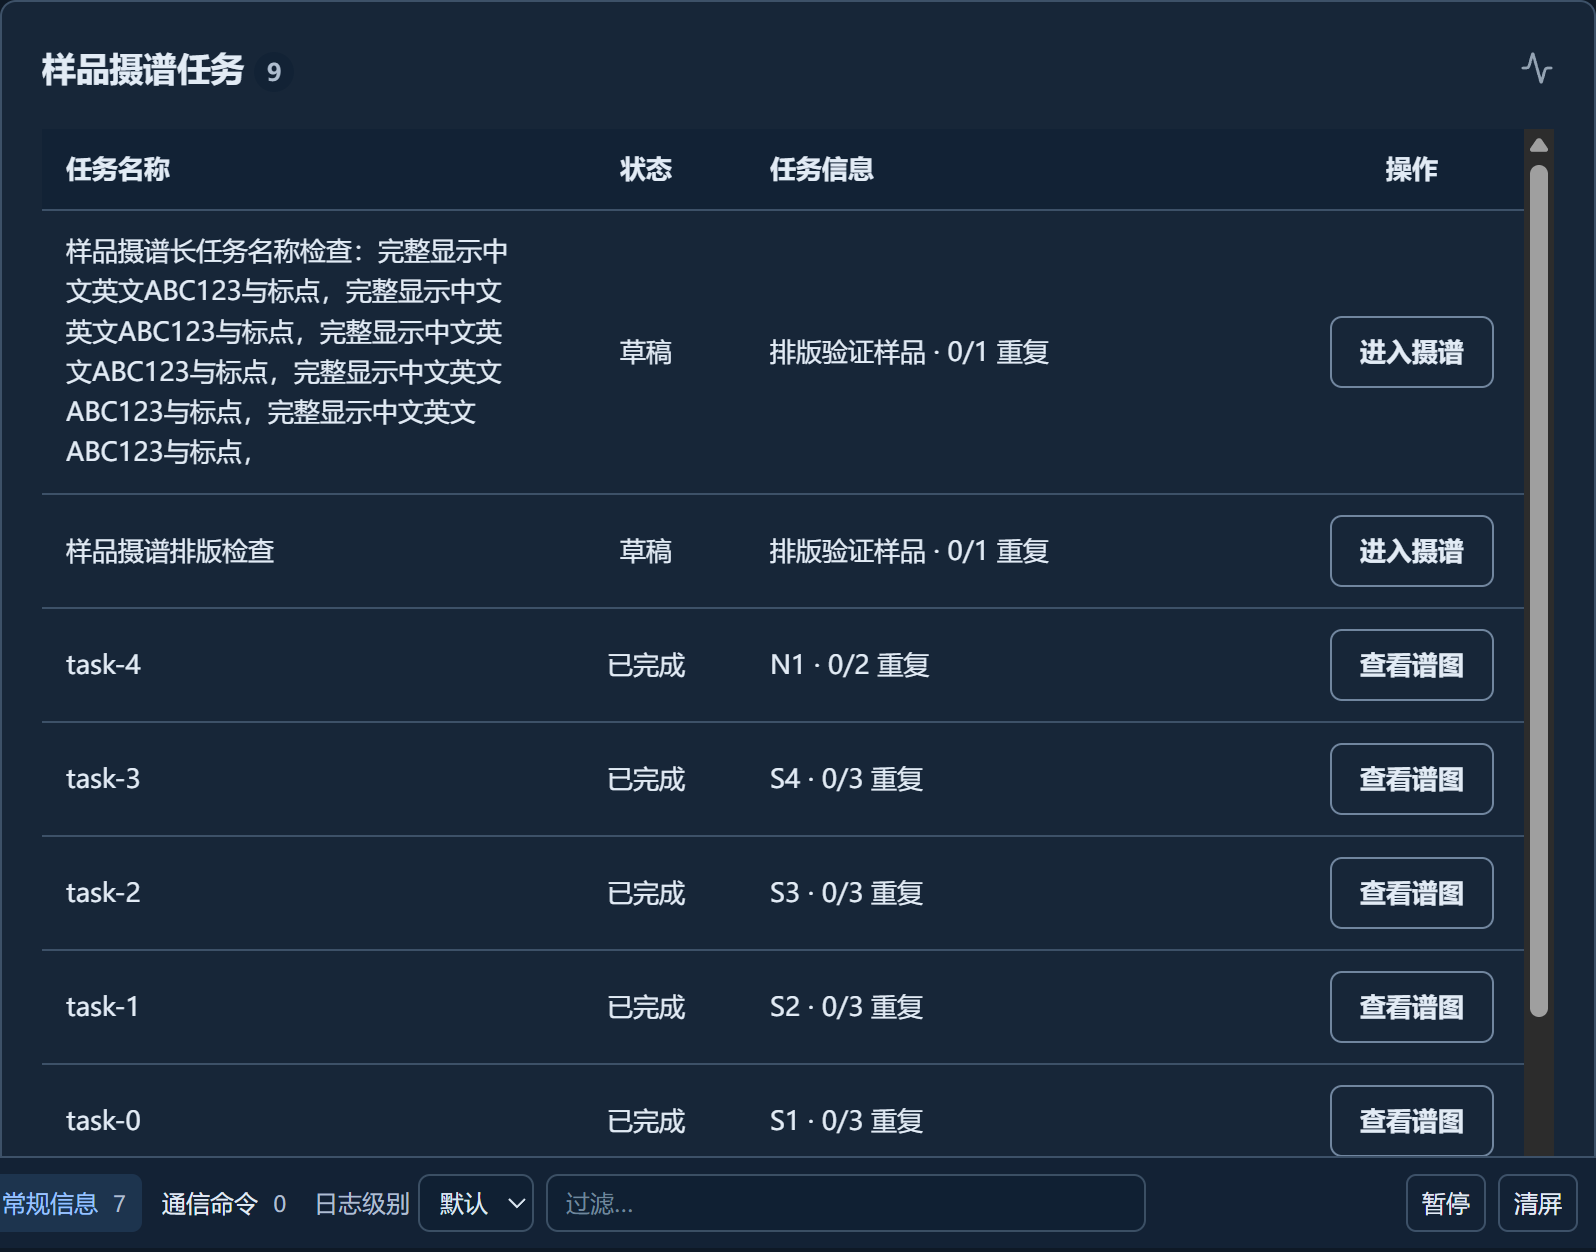 样品摄谱任务 9
任务名称 状态 任务信息 操作
样品摄谱长任务名称检查：完整显示中
文英文ABC123与标点，完整显示中文
英文ABC123与标点，完整显示中文英
文ABC123与标点，完整显示中文英文
ABC123与标点，完整显示中文英文
ABC123与标点，
草稿 排版验证样品 · 0/1 重复 进入摄谱
样品摄谱排版检查 草稿 排版验证样品 · 0/1 重复 进入摄谱
task-4 已完成 N1 · 0/2 重复 查看谱图
task-3 已完成 S4 · 0/3 重复 查看谱图
task-2 已完成 S3 · 0/3 重复 查看谱图
task-1 已完成 S2 · 0/3 重复 查看谱图
task-0 已完成 S1 · 0/3 重复 查看谱图
常规信息 7 通信命令 0 日志级别 默认 过滤... 暂停 清屏